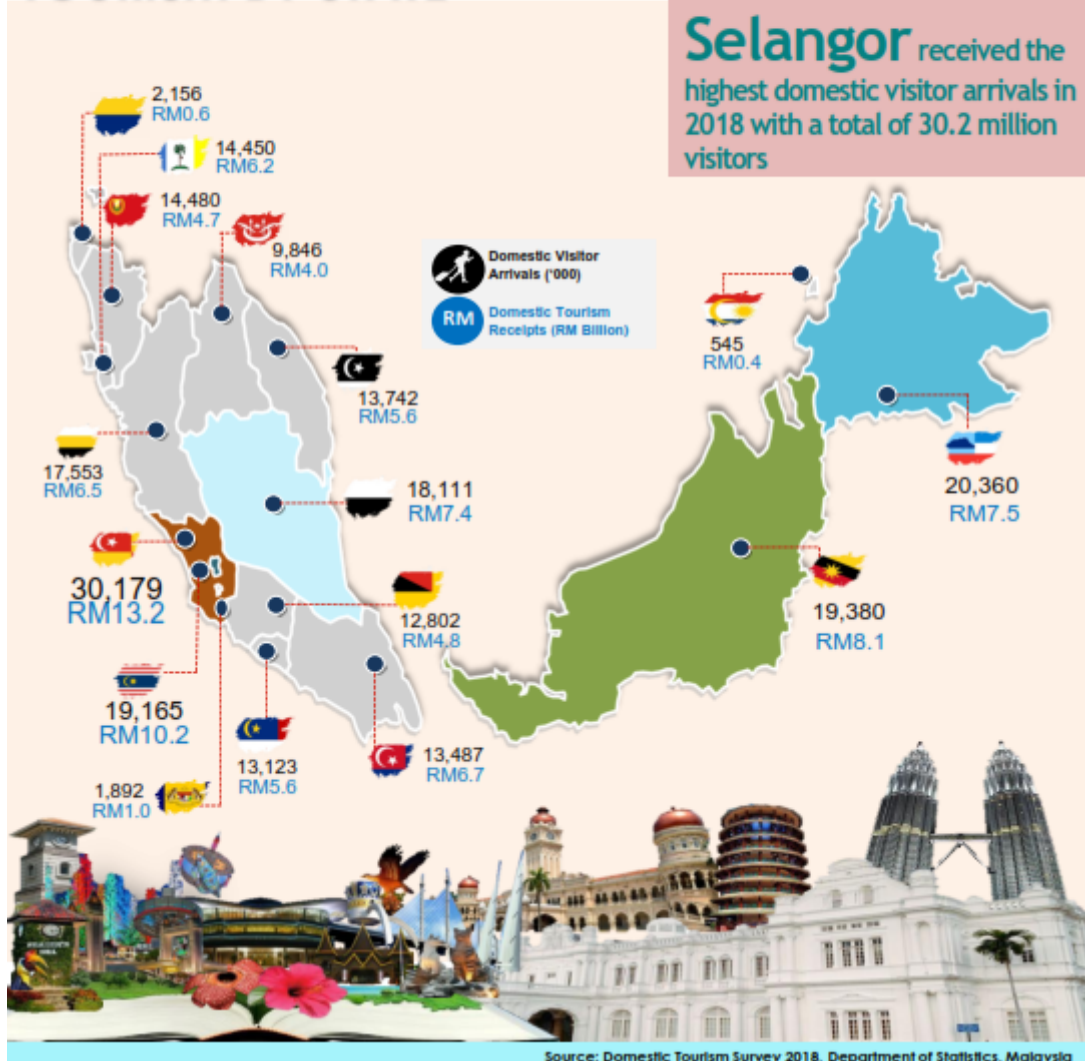 Selangor received the
highest domestic visitor arrivals in
2018 with a total of 30.2 million
visitors
2,156
RM0.6
14,450
RM6.2
14,480
RM4.7
9,846
RM4.0
Domestic Visitor
Arrivals ('000)
RM
Domestic Tourism
Receipts (RM Billion)
545
RM0.4
13,742
RM5.6
17,553
RM6.5
18,111
RM7.4
20,360
RM7.5
30,179
RM13.2
12,802
RM4.8
19,380
RM8.1
19,165
RM10.2
13,123
RM5.6
13,487
RM6.7
1,892
RM1.0
Source: Domestic Tourism Survey 2018, Department of Statistics, Malaysia